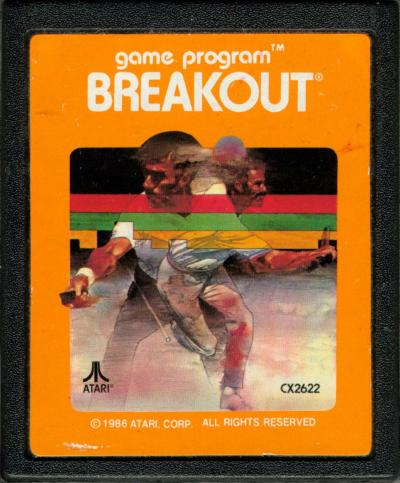 game program™
BREAKOUT®
ATARI®
CX2622
© 1986 ATARI, CORP. ALL RIGHTS RESERVED